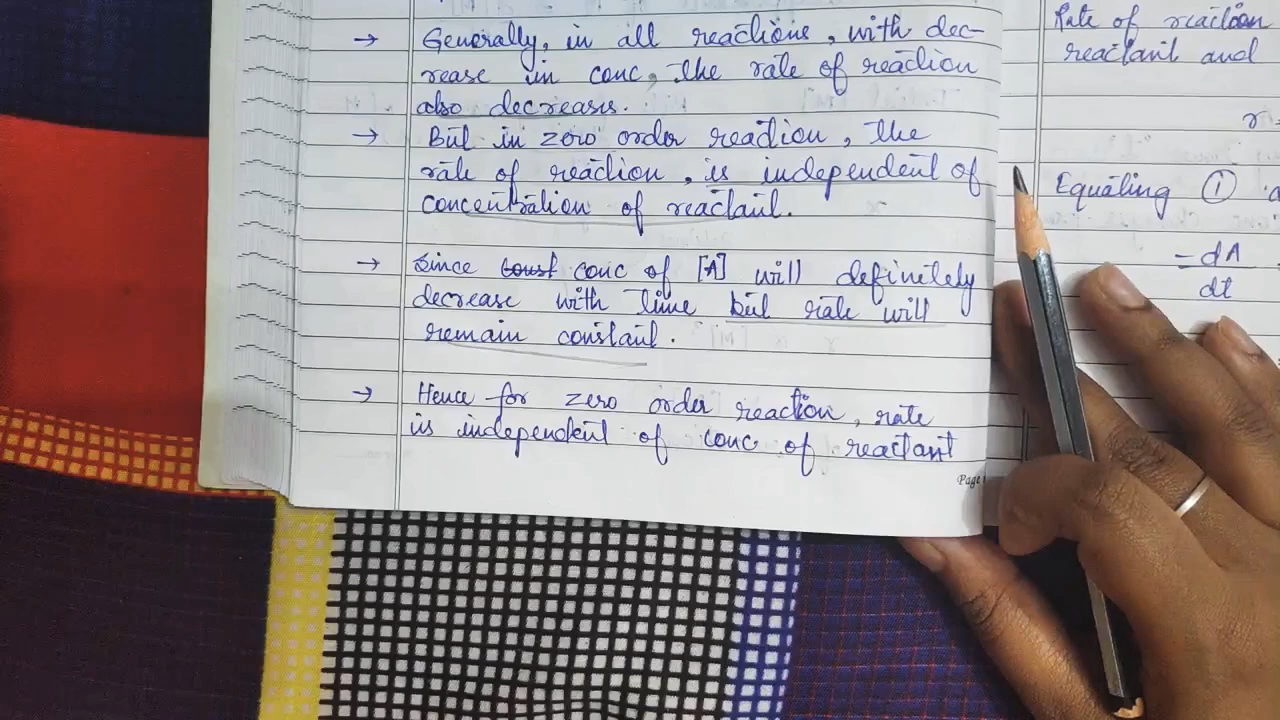 → Generally, in all reactions, with dec-
rease in conc, the rate of reaction
also decreases.
→ But in zero order reaction, the
rate of reaction, is independent of
concentration of reactant.
→ Since const conc of [A] will definitely
decrease with time but rate will
remain constant.
→ Hence for zero order reaction, rate
is independent of conc of reactant
Page
Rate of reaction
reactant and
r
Equating ①
-dA
dt